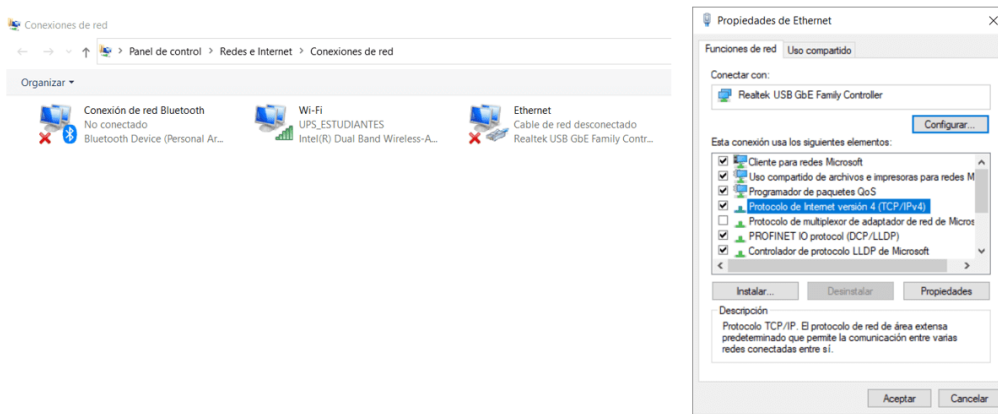 Conexiones de red
Panel de control > Redes e Internet > Conexiones de red
Organizar
Conexión de red Bluetooth
No conectado
Bluetooth Device (Personal Ar...
Wi-Fi
UPS_ESTUDIANTES
Intel(R) Dual Band Wireless-A...
Ethernet
Cable de red desconectado
Realtek USB GbE Family Contr...
Propiedades de Ethernet
Funciones de red Uso compartido
Conectar con:
Realtek USB GbE Family Controller
Configurar...
Esta conexión usa los siguientes elementos:
Cliente para redes Microsoft
Uso compartido de archivos e impresoras para redes M
Programador de paquetes QoS
Protocolo de Internet versión 4 (TCP/IPv4)
Protocolo de multiplexor de adaptador de red de Micros
PROFINET IO protocol (DCP/LLDP)
Controlador de protocolo LLDP de Microsoft
Instalar... Desinstalar Propiedades
Descripción
Protocolo TCP/IP. El protocolo de red de área extensa
predeterminado que permite la comunicación entre varias
redes conectadas entre sí.
Aceptar Cancelar